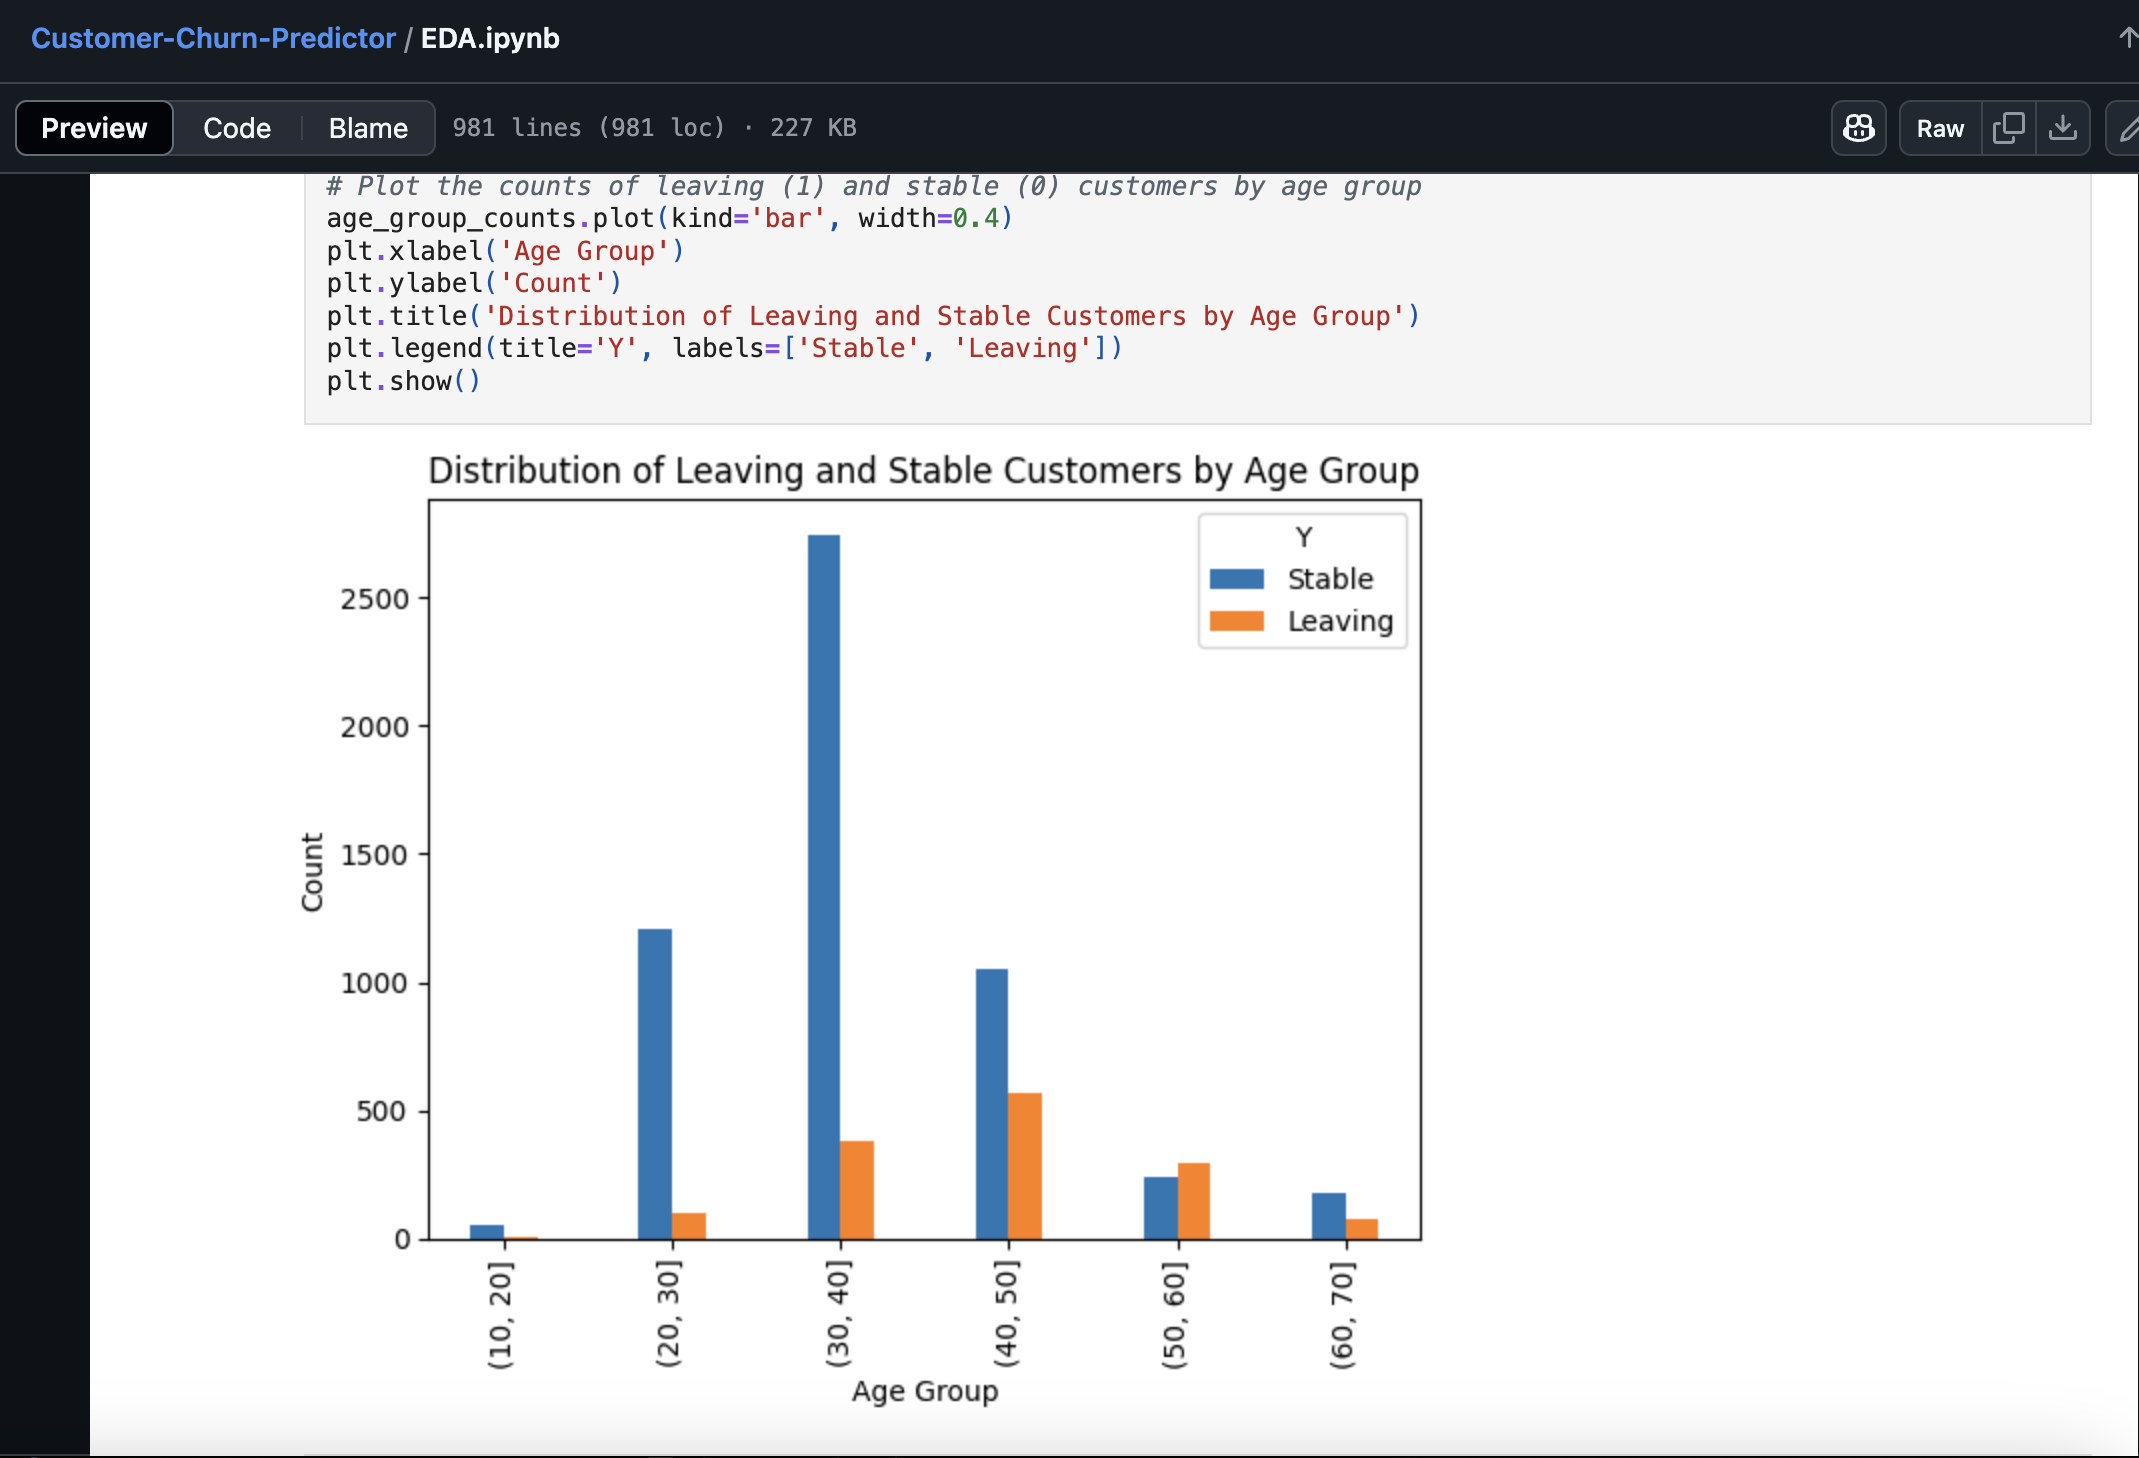 Customer-Churn-Predictor / EDA.ipynb
Preview Code Blame 981 lines (981 loc) · 227 KB Raw
# Plot the counts of leaving (1) and stable (0) customers by age group
age_group_counts.plot(kind='bar', width=0.4)
plt.xlabel('Age Group')
plt.ylabel('Count')
plt.title('Distribution of Leaving and Stable Customers by Age Group')
plt.legend(title='Y', labels=['Stable', 'Leaving'])
plt.show()
Distribution of Leaving and Stable Customers by Age Group
Y
Stable
Leaving
2500
2000
1500
1000
500
0
Count
(10, 20]
(20, 30]
(30, 40]
(40, 50]
(50, 60]
(60, 70]
Age Group